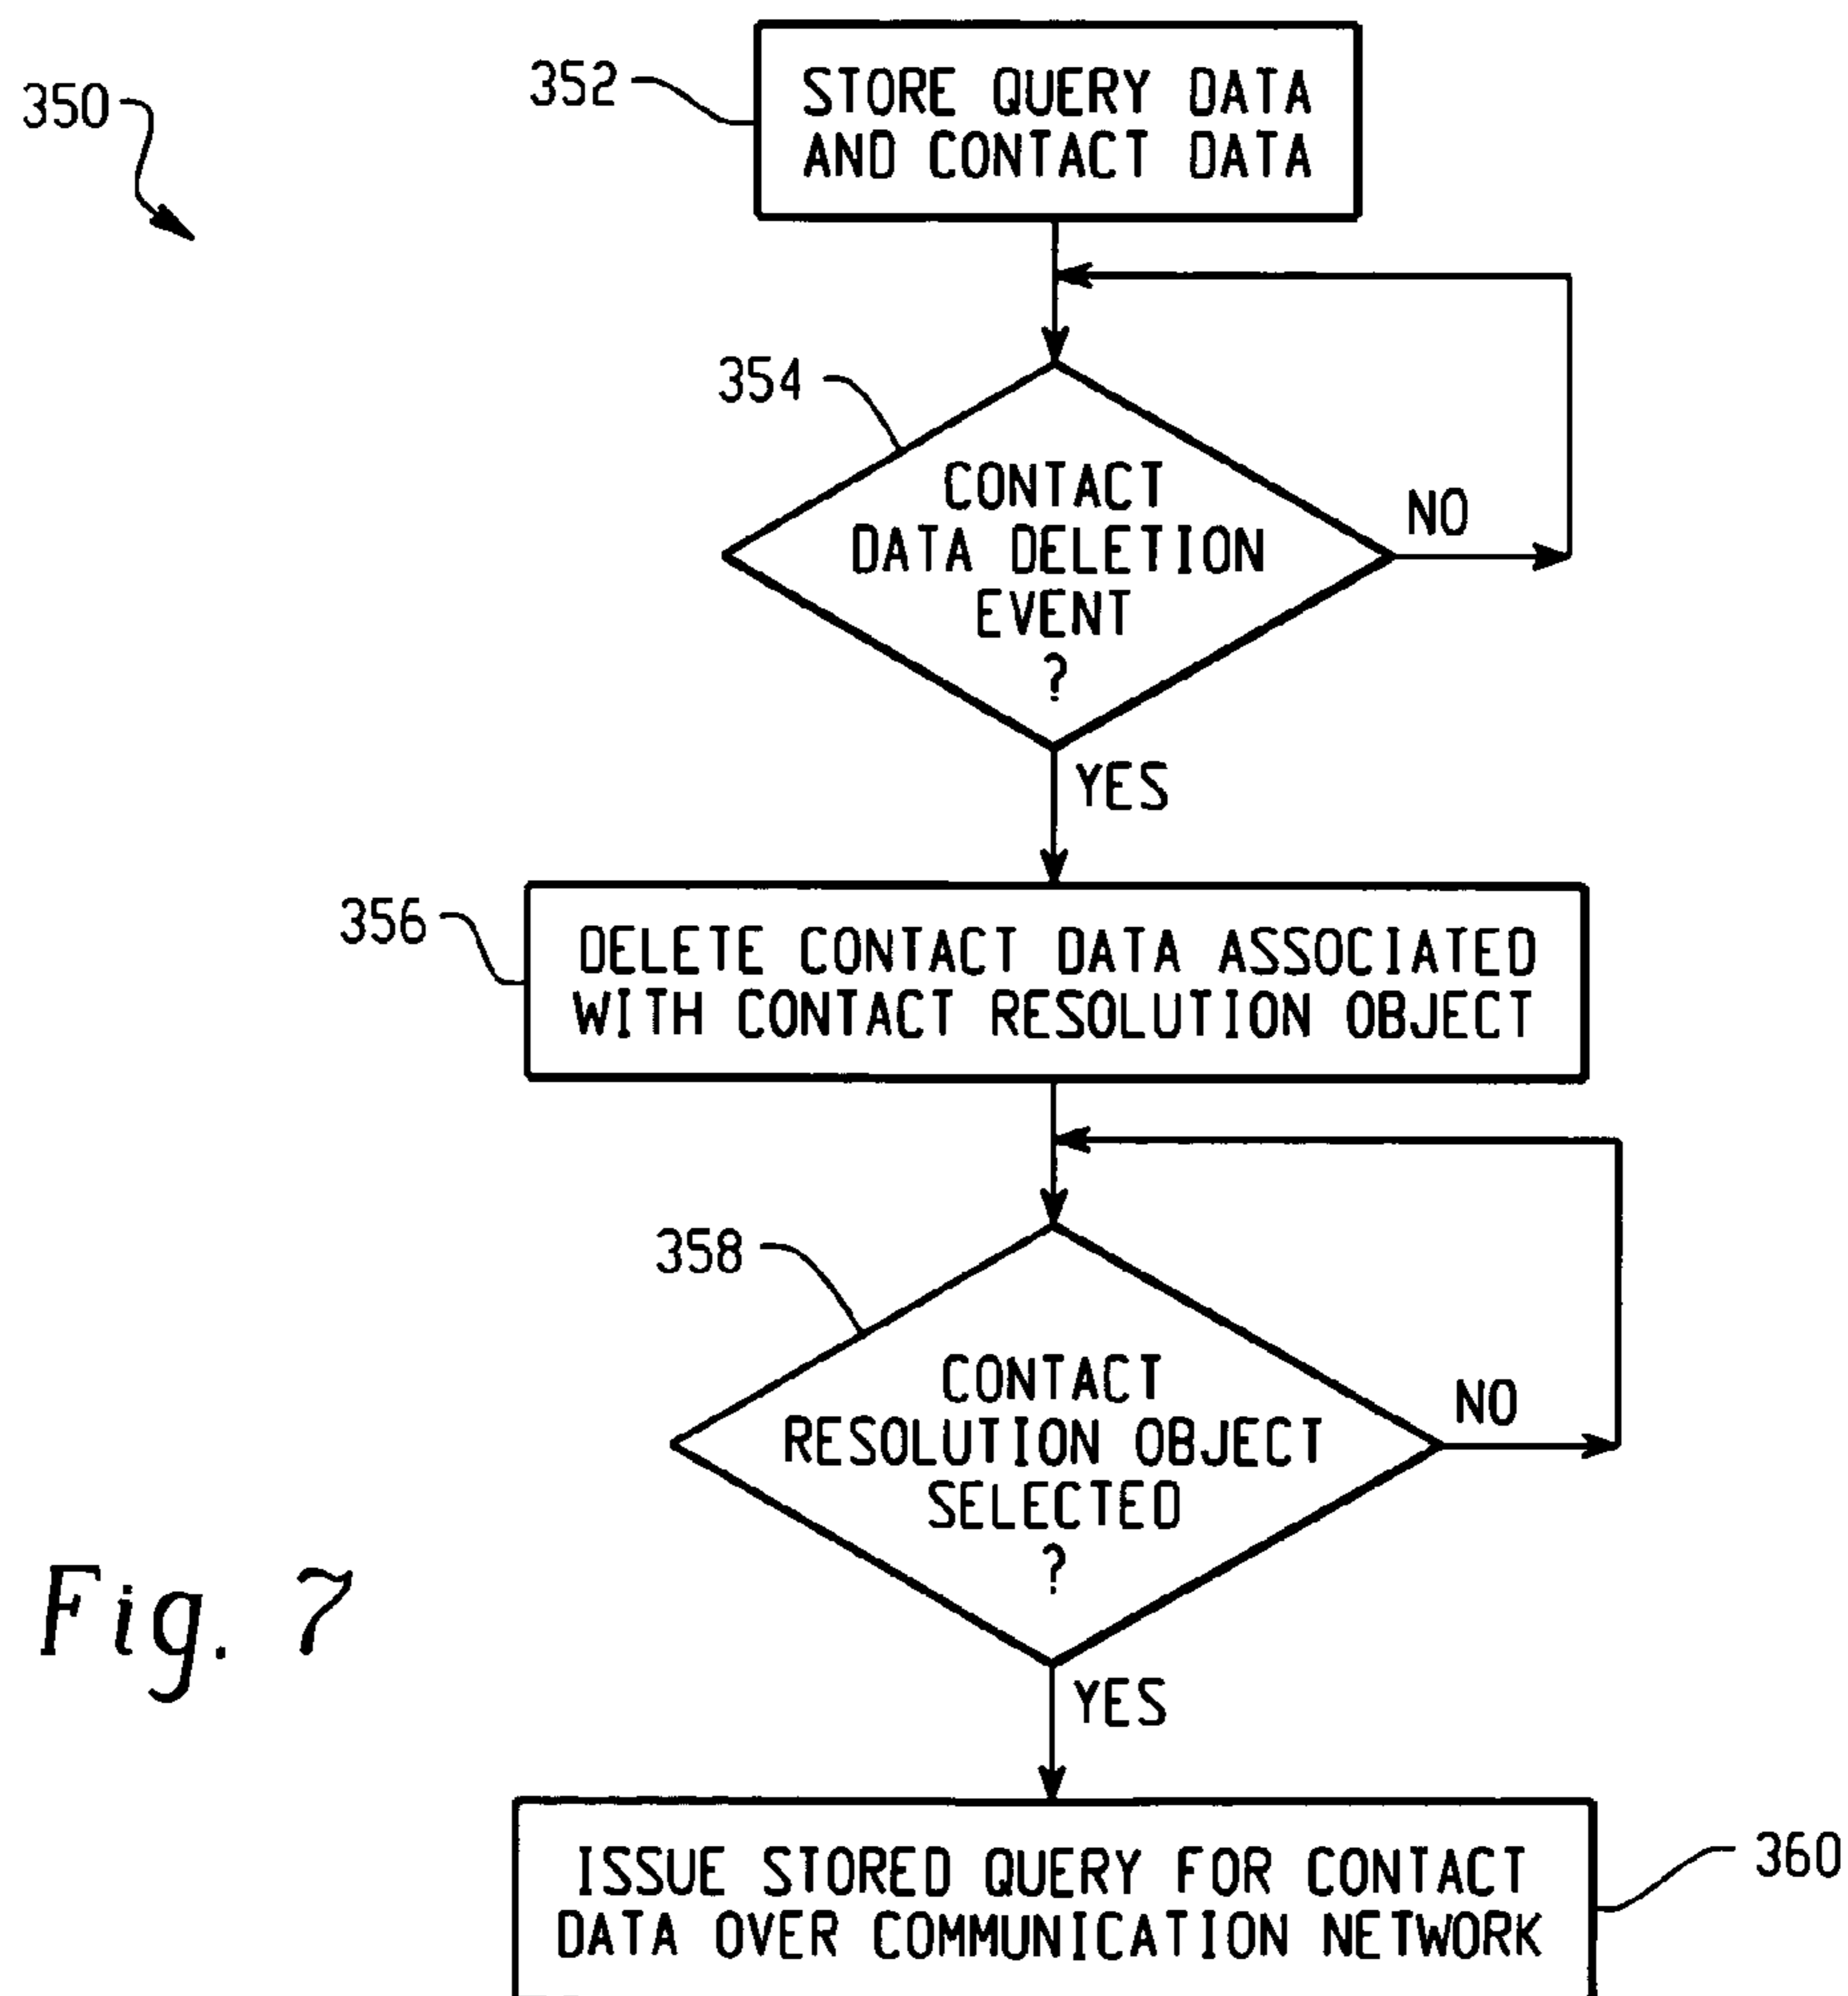 350
352
STORE QUERY DATA
AND CONTACT DATA
354
CONTACT
DATA DELETION
EVENT
?
NO
YES
356
DELETE CONTACT DATA ASSOCIATED
WITH CONTACT RESOLUTION OBJECT
358
CONTACT
RESOLUTION OBJECT
SELECTED
?
NO
YES
Fig. 7
ISSUE STORED QUERY FOR CONTACT
DATA OVER COMMUNICATION NETWORK
360